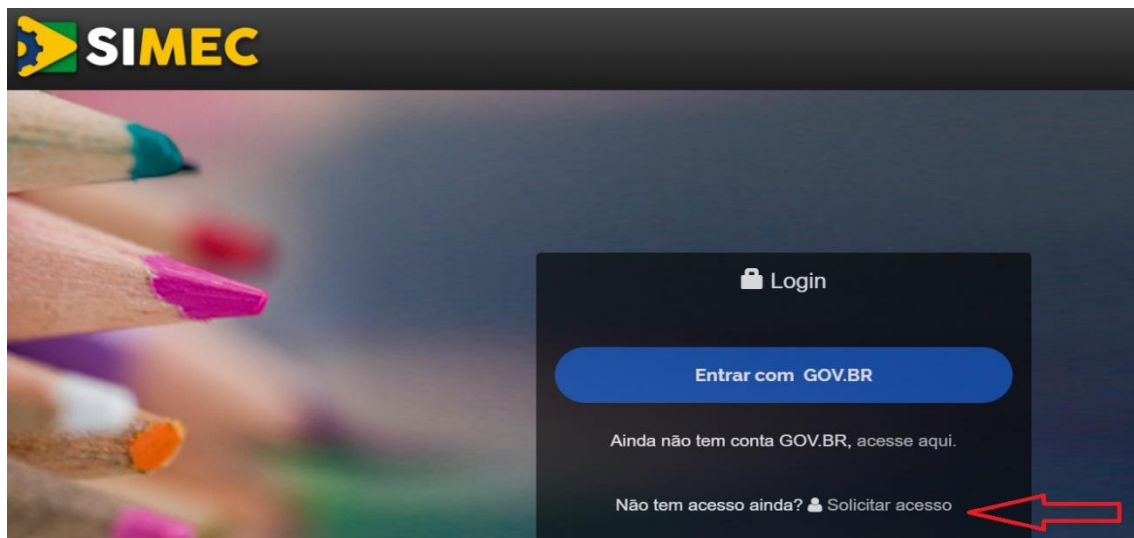 SIMEC
Login
Entrar com GOV.BR
Ainda não tem conta GOV.BR, acesse aqui.
Não tem acesso ainda? Solicitar acesso